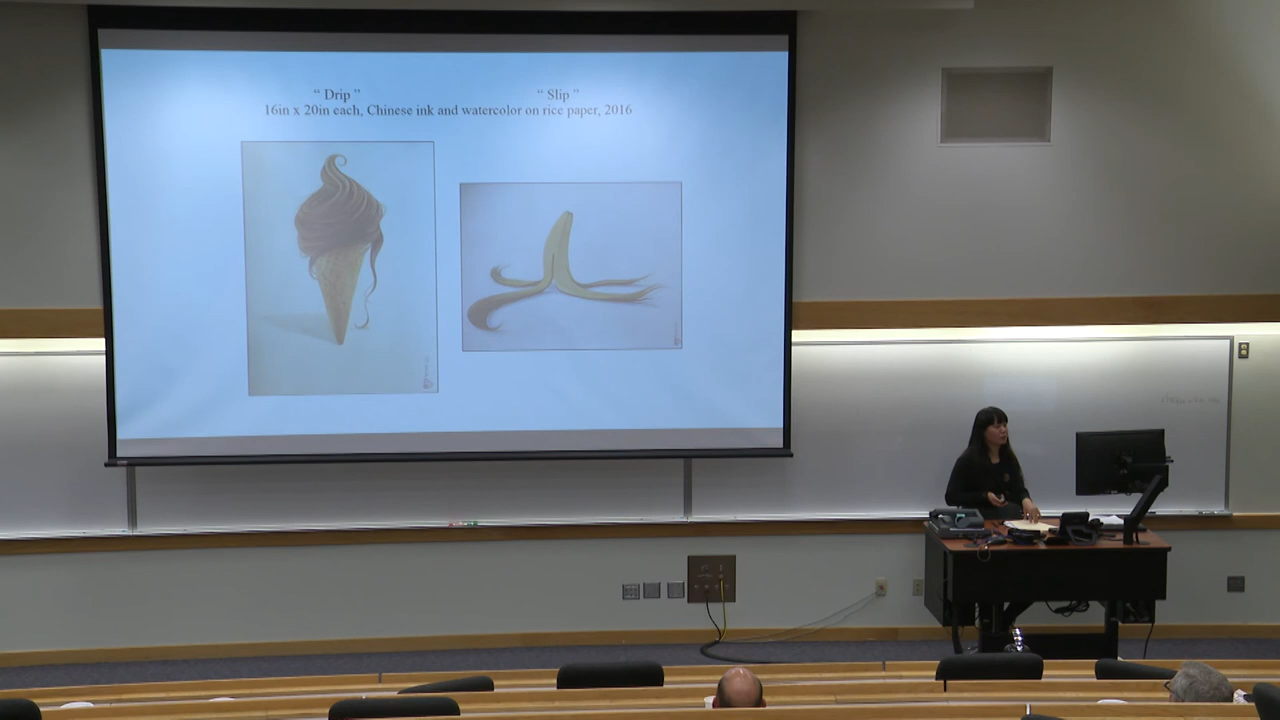 “ Drip ”
“ Slip ”
16in x 20in each, Chinese ink and watercolor on rice paper, 2016